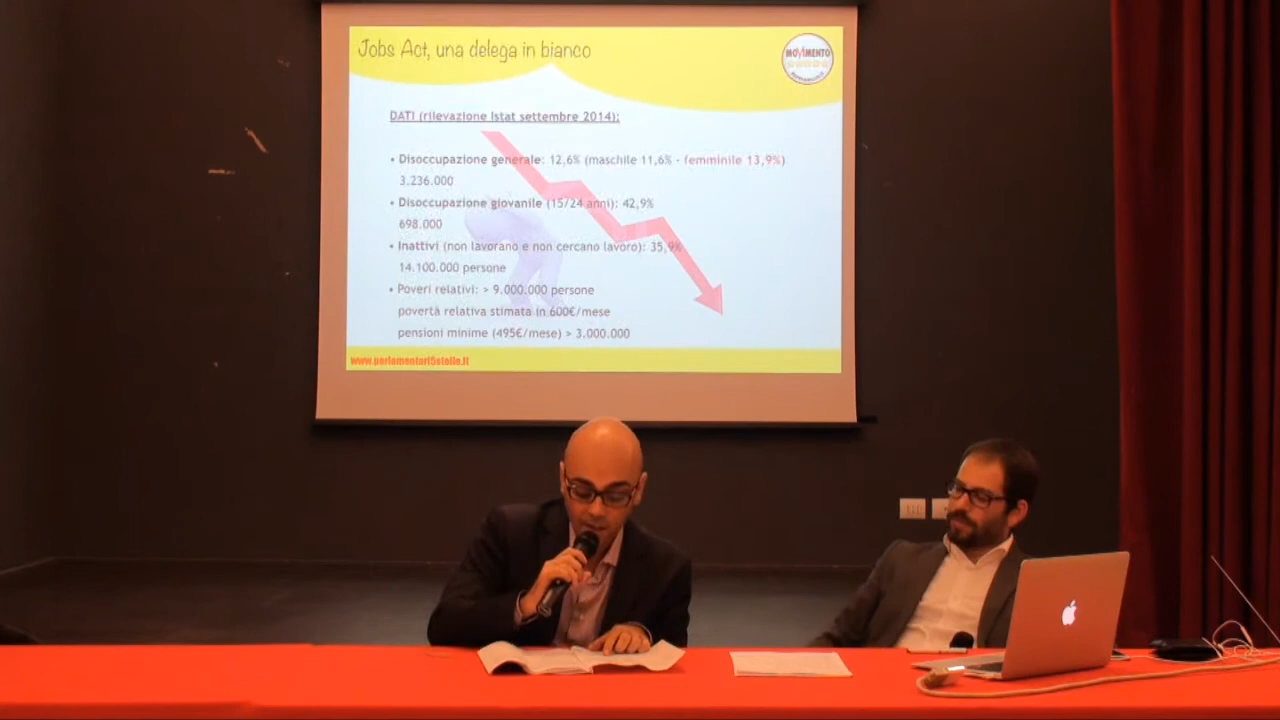 Jobs Act, una delega in bianco
MOVIMENTO
DATI (rilevazione Istat settembre 2014):
• Disoccupazione generale: 12,6% (maschile 11,6% - femminile 13,9%)
3.236.000
• Disoccupazione giovanile (15/24 anni): 42,9%
698.000
• Inattivi (non lavorano e non cercano lavoro): 35,9%
14.100.000 persone
• Poveri relativi: > 9.000.000 persone
povertà relativa stimata in 600€/mese
pensioni minime (495€/mese) > 3.000.000
www.parlamentari5stelle.it